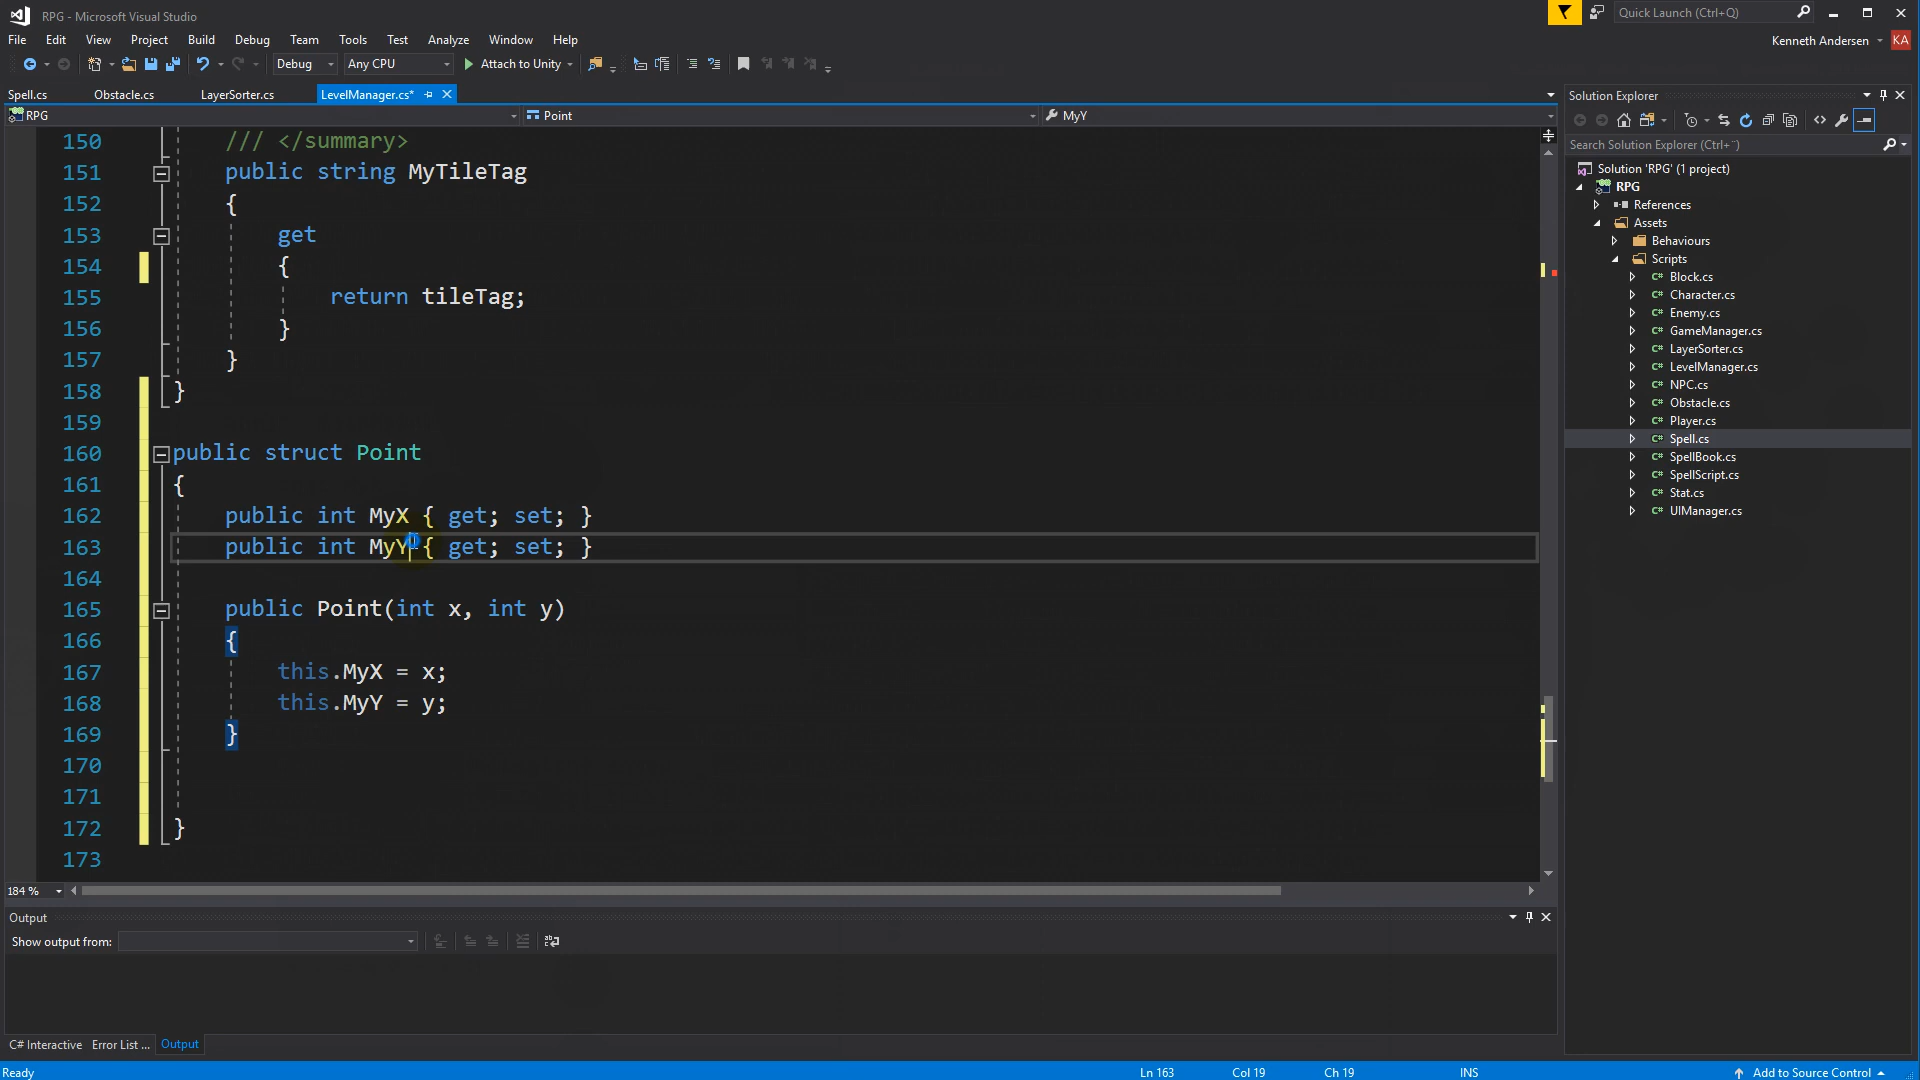 RPG - Microsoft Visual Studio
Quick Launch (Ctrl+Q)
File Edit View Project Build Debug Team Tools Test Analyze Window Help
Kenneth Andersen KA
Debug Any CPU Attach to Unity
Spell.cs Obstacle.cs LayerSorter.cs LevelManager.cs*
RPG Point MyY
150 /// </summary>
151 public string MyTileTag
152 {
153 get
154 {
155 return tileTag;
156 }
157 }
158 }
159
160 public struct Point
161 {
162 public int MyX { get; set; }
163 public int MyY { get; set; }
164
165 public Point(int x, int y)
166 {
167 this.MyX = x;
168 this.MyY = y;
169 }
170
171
172 }
173
184 %
Output
Show output from:
C# Interactive Error List ... Output
Solution Explorer
Search Solution Explorer (Ctrl+¨)
Solution 'RPG' (1 project)
RPG
References
Assets
Behaviours
Scripts
C# Block.cs
C# Character.cs
C# Enemy.cs
C# GameManager.cs
C# LayerSorter.cs
C# LevelManager.cs
C# NPC.cs
C# Obstacle.cs
C# Player.cs
C# Spell.cs
C# SpellBook.cs
C# SpellScript.cs
C# Stat.cs
C# UIManager.cs
Ready Ln 163 Col 19 Ch 19 INS Add to Source Control